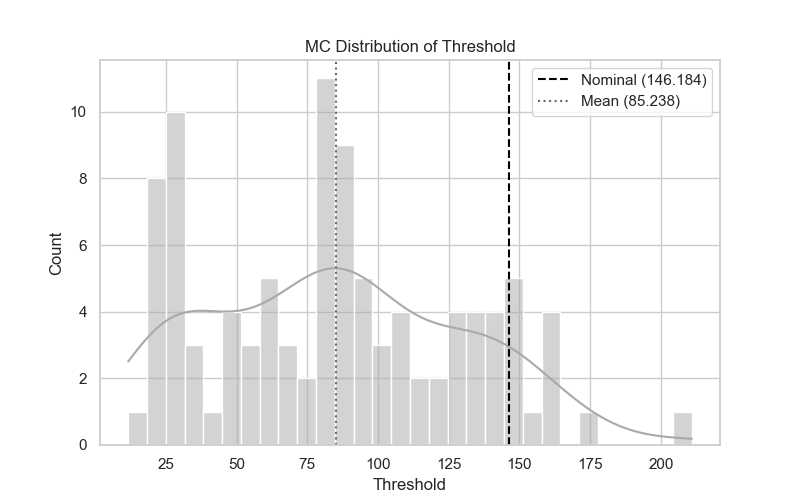 MC Distribution of Threshold
Nominal (146.184)
Mean (85.238)
Count
10
8
6
4
2
0
25 50 75 100 125 150 175 200
Threshold